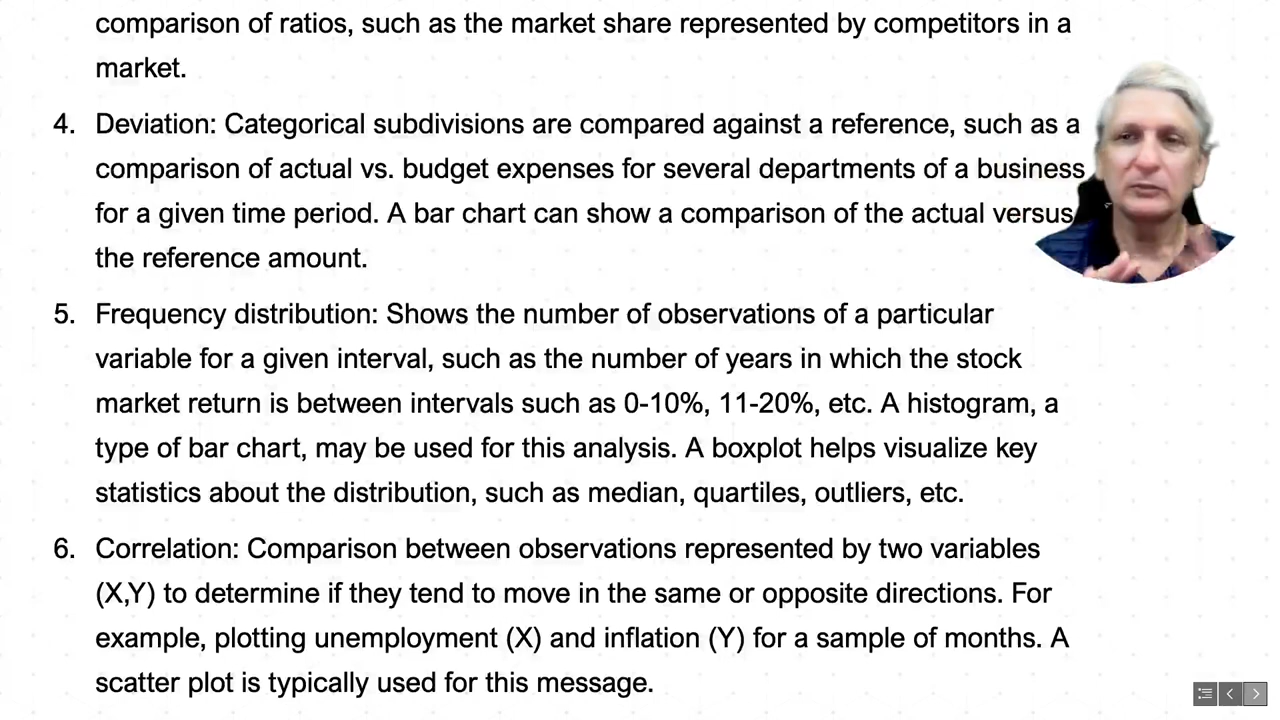 comparison of ratios, such as the market share represented by competitors in a
market.
4. Deviation: Categorical subdivisions are compared against a reference, such as a
comparison of actual vs. budget expenses for several departments of a business
for a given time period. A bar chart can show a comparison of the actual versus
the reference amount.
5. Frequency distribution: Shows the number of observations of a particular
variable for a given interval, such as the number of years in which the stock
market return is between intervals such as 0-10%, 11-20%, etc. A histogram, a
type of bar chart, may be used for this analysis. A boxplot helps visualize key
statistics about the distribution, such as median, quartiles, outliers, etc.
6. Correlation: Comparison between observations represented by two variables
(X,Y) to determine if they tend to move in the same or opposite directions. For
example, plotting unemployment (X) and inflation (Y) for a sample of months. A
scatter plot is typically used for this message.